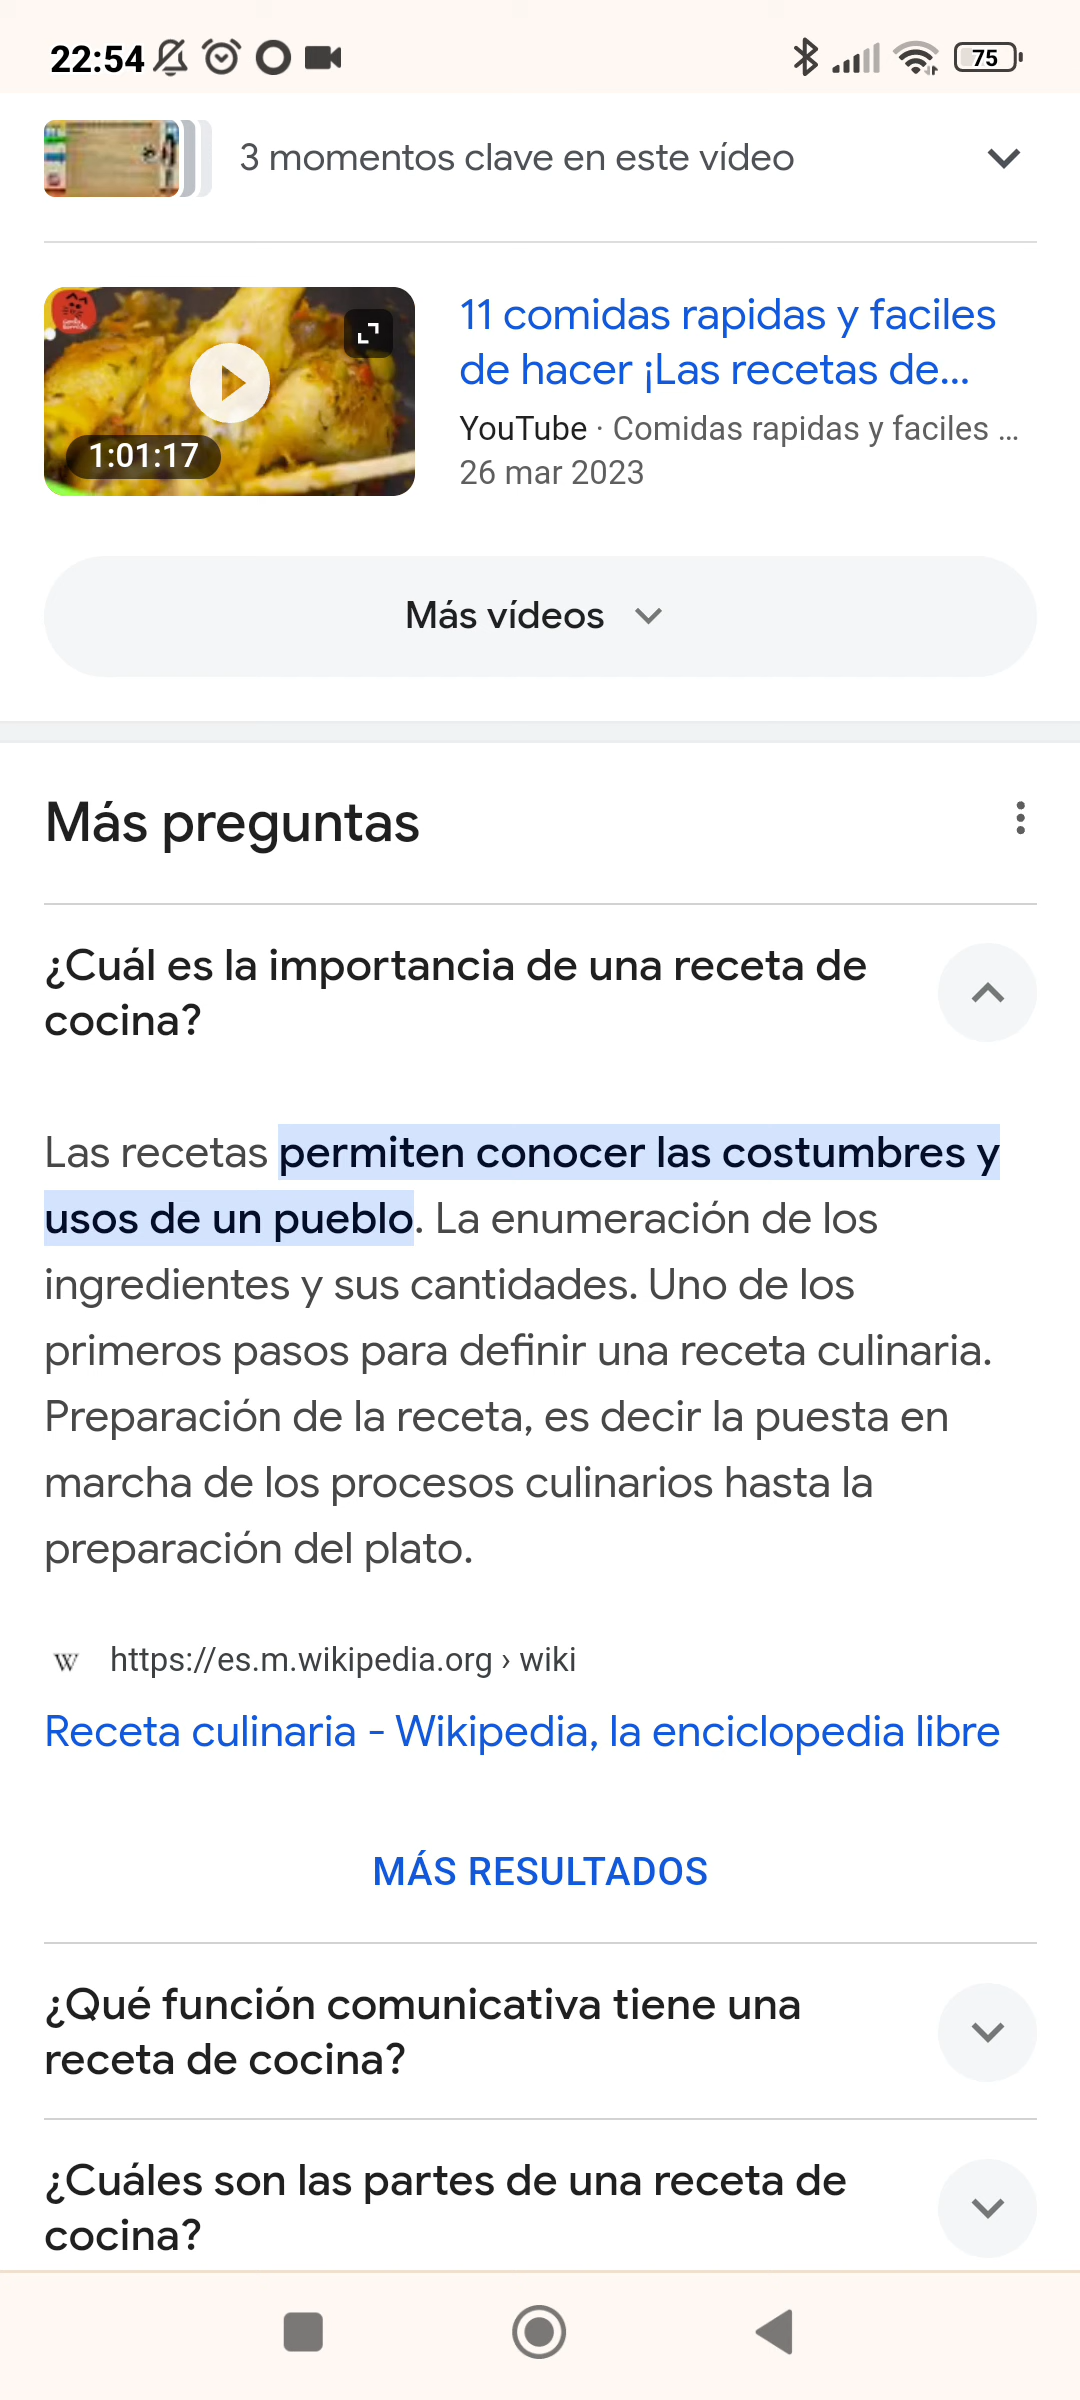 22:54
75
3 momentos clave en este vídeo
11 comidas rapidas y faciles
de hacer ¡Las recetas de...
YouTube · Comidas rapidas y faciles ...
26 mar 2023
1:01:17
Más vídeos
Más preguntas
¿Cuál es la importancia de una receta de
cocina?
Las recetas permiten conocer las costumbres y
usos de un pueblo. La enumeración de los
ingredientes y sus cantidades. Uno de los
primeros pasos para definir una receta culinaria.
Preparación de la receta, es decir la puesta en
marcha de los procesos culinarios hasta la
preparación del plato.
W https://es.m.wikipedia.org › wiki
Receta culinaria - Wikipedia, la enciclopedia libre
MÁS RESULTADOS
¿Qué función comunicativa tiene una
receta de cocina?
¿Cuáles son las partes de una receta de
cocina?